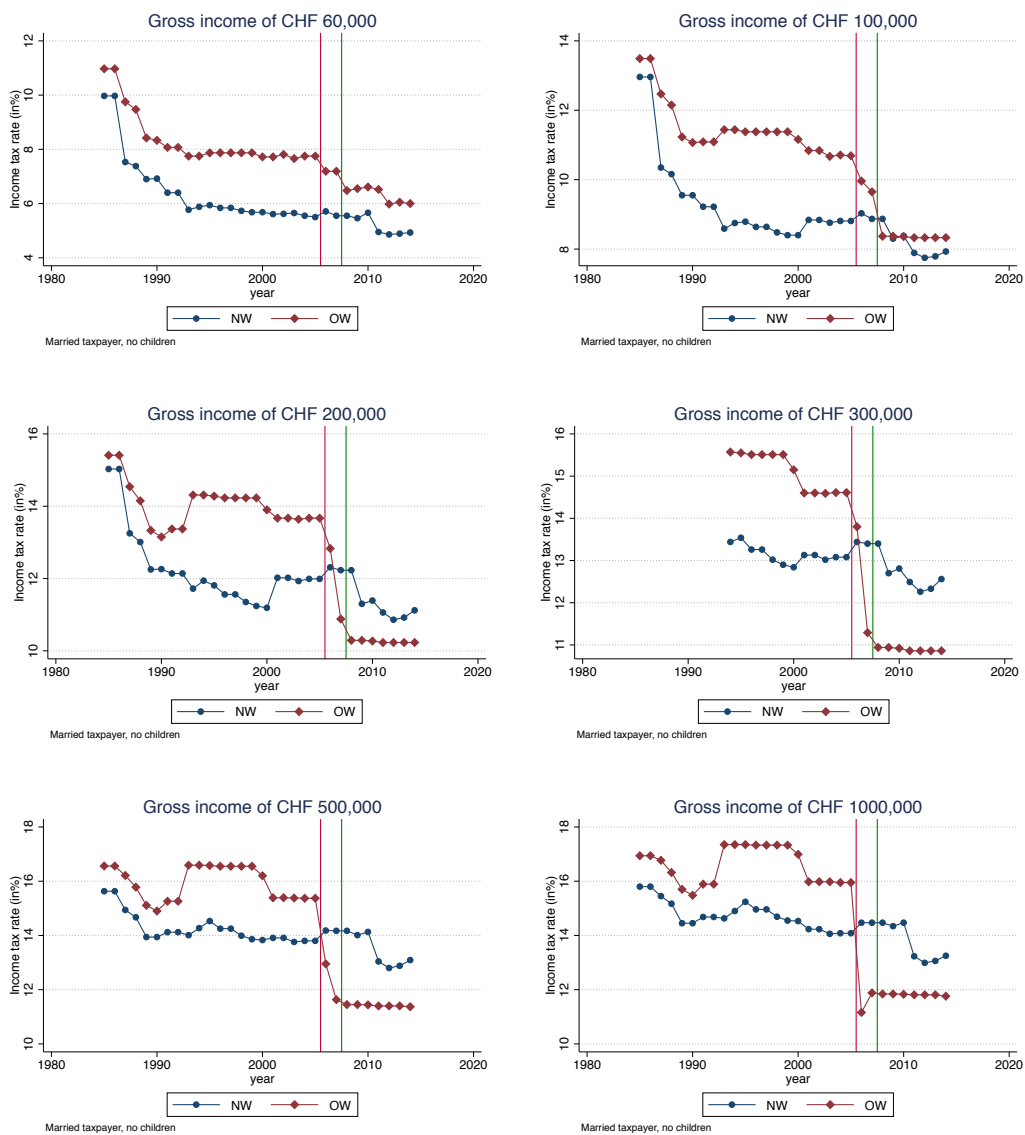 Gross income of CHF 60,000
Income tax rate (in%)
12
10
8
6
4
1980 1990 2000 2010 2020
year
NW OW
Married taxpayer, no children
Gross income of CHF 100,000
Income tax rate (in%)
14
12
10
8
1980 1990 2000 2010 2020
year
NW OW
Married taxpayer, no children
Gross income of CHF 200,000
Income tax rate (in%)
16
14
12
10
1980 1990 2000 2010 2020
year
NW OW
Married taxpayer, no children
Gross income of CHF 300,000
Income tax rate (in%)
16
15
14
13
12
11
1980 1990 2000 2010 2020
year
NW OW
Married taxpayer, no children
Gross income of CHF 500,000
Income tax rate (in%)
18
16
14
12
10
1980 1990 2000 2010 2020
year
NW OW
Married taxpayer, no children
Gross income of CHF 1000,000
Income tax rate (in%)
18
16
14
12
10
1980 1990 2000 2010 2020
year
NW OW
Married taxpayer, no children